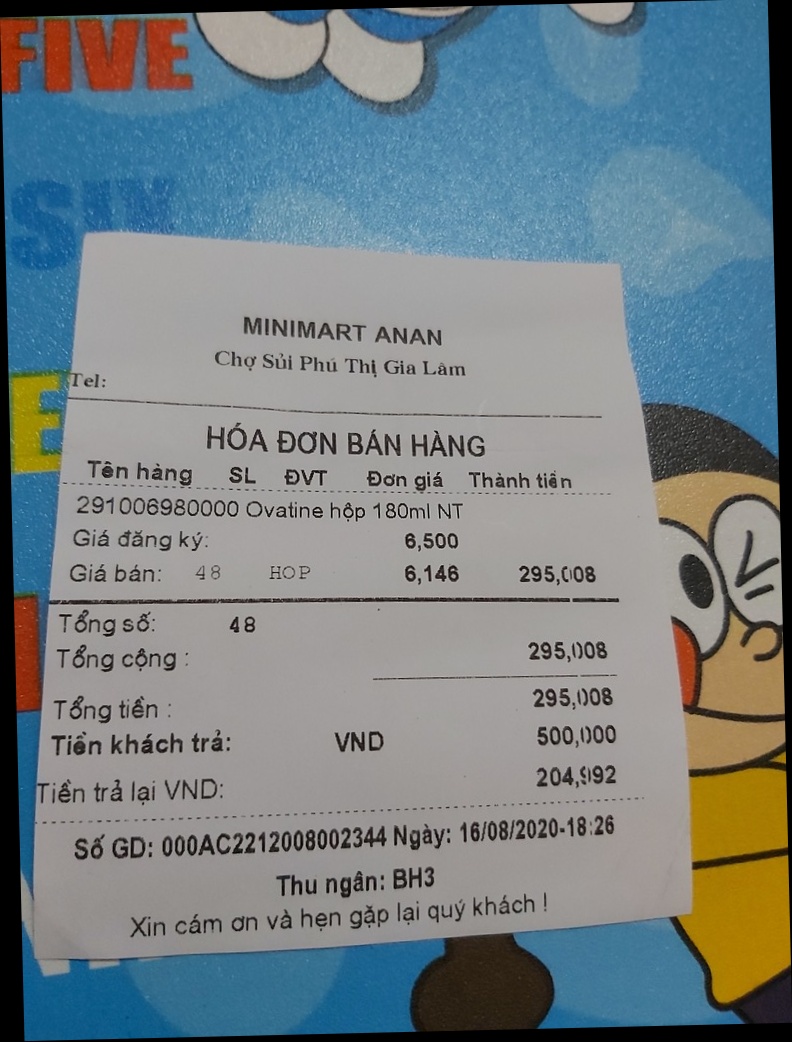 FIVE
SIX
MINIMART ANAN
Chợ Sủi Phú Thị Gia Lâm
Tel:
HÓA ĐƠN BÁN HÀNG
Tên hàng SL ĐVT Đơn giá Thành tiền
291006980000 Ovatine hộp 180ml NT
Giá đăng ký: 6,500
Giá bán: 48 HOP 6,146 295,008
Tổng số: 48
Tổng cộng : 295,008
Tổng tiền : 295,008
Tiền khách trả: VND 500,000
Tiền trả lại VND: 204,992
Số GD: 000AC2212008002344 Ngày: 16/08/2020-18:26
Thu ngân: BH3
Xin cám ơn và hẹn gặp lại quý khách !